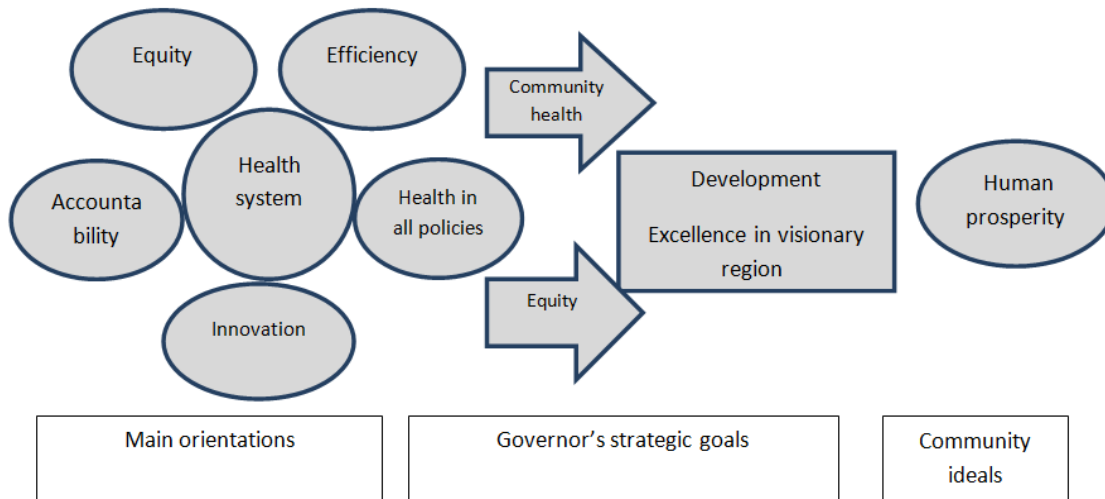 Equity
Efficiency
Community
health
Health
system
Accounta
bility
Health in
all policies
Development
Excellence in visionary
region
Human
prosperity
Equity
Innovation
Main orientations
Governor’s strategic goals
Community
ideals